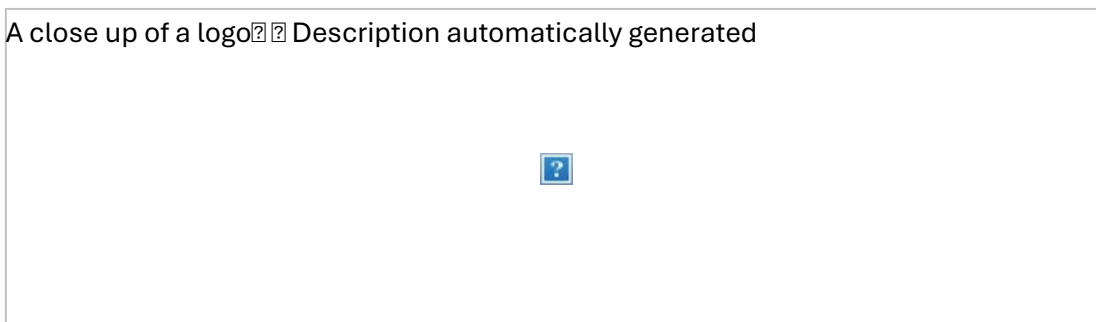 A close up of a logo⍰ ⍰ Description automatically generated
?